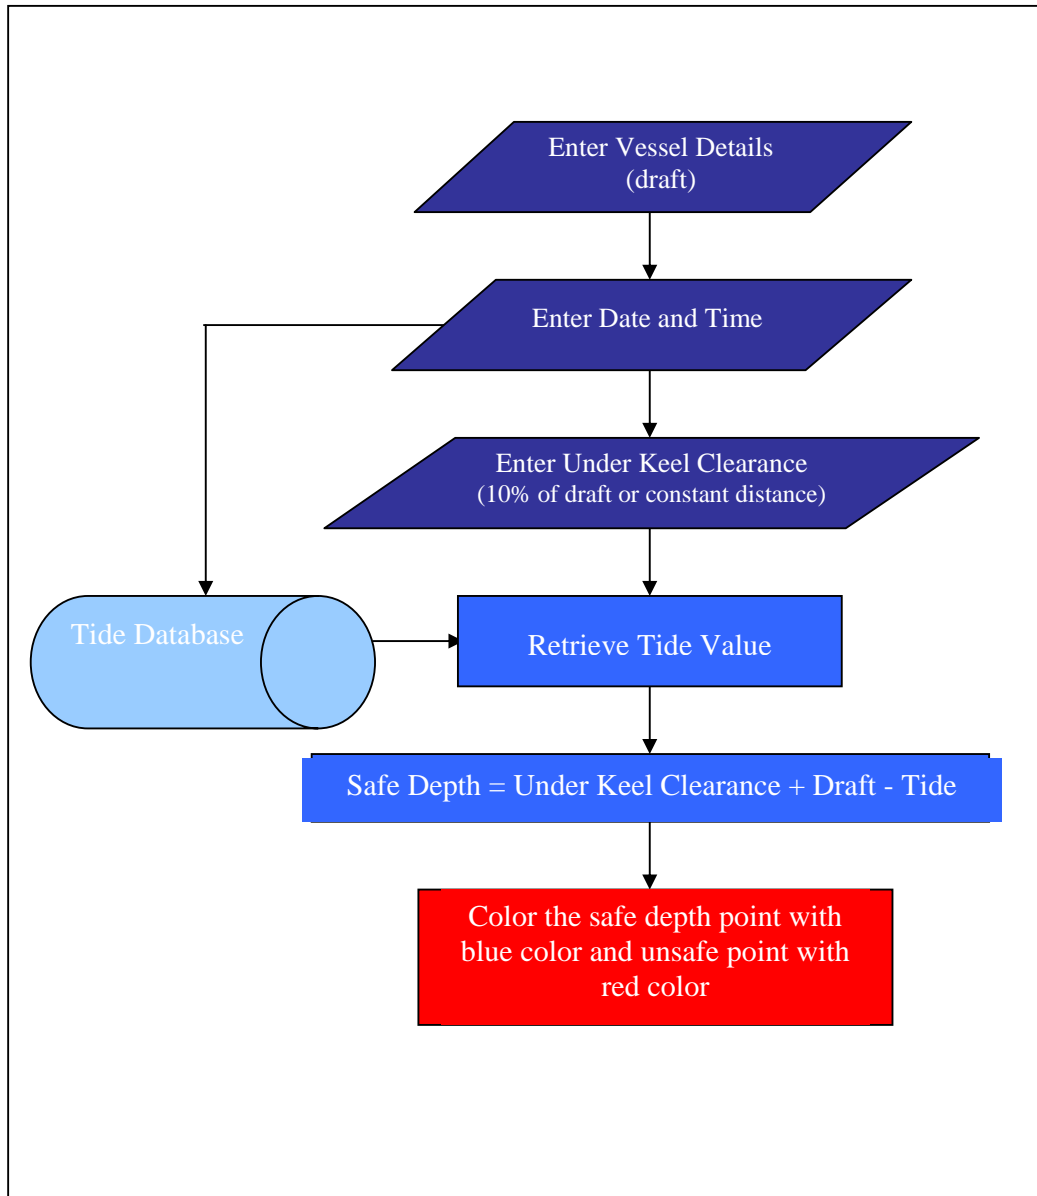 Enter Vessel Details
(draft)
Enter Date and Time
Enter Under Keel Clearance
(10% of draft or constant distance)
Tide Database
Retrieve Tide Value
Safe Depth = Under Keel Clearance + Draft - Tide
Color the safe depth point with
blue color and unsafe point with
red color